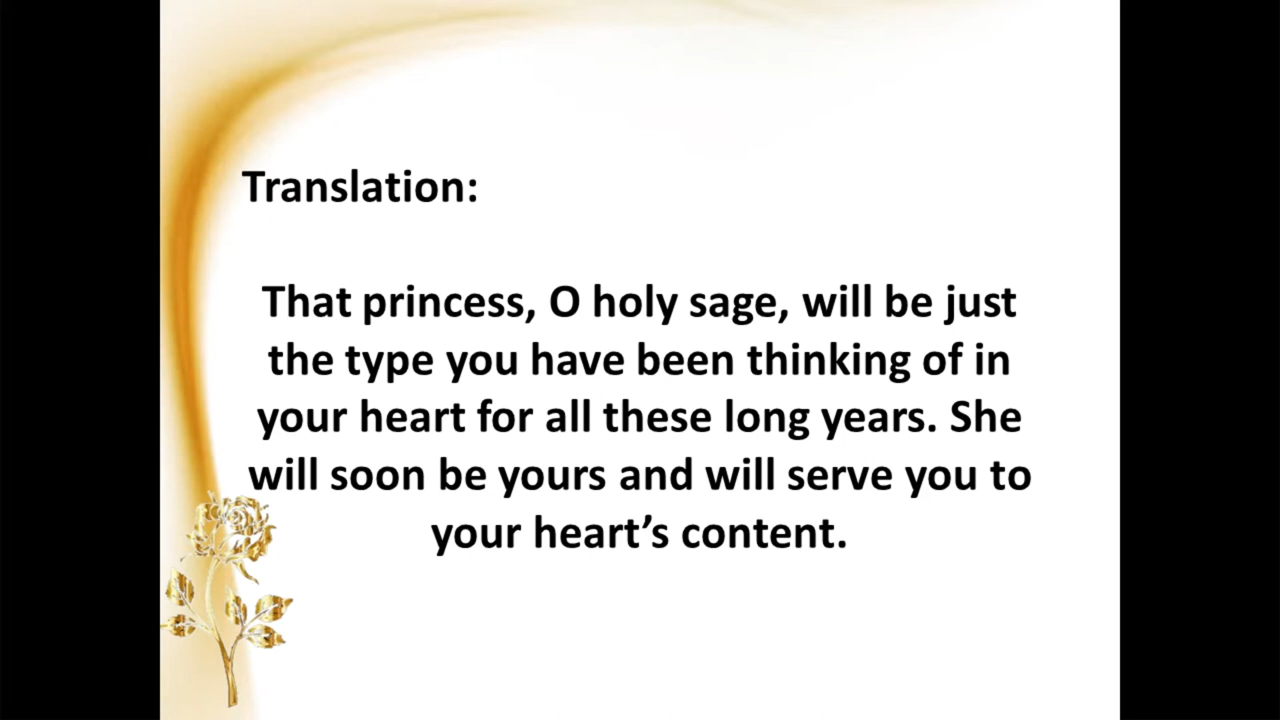 Translation:
That princess, O holy sage, will be just
the type you have been thinking of in
your heart for all these long years. She
will soon be yours and will serve you to
your heart’s content.